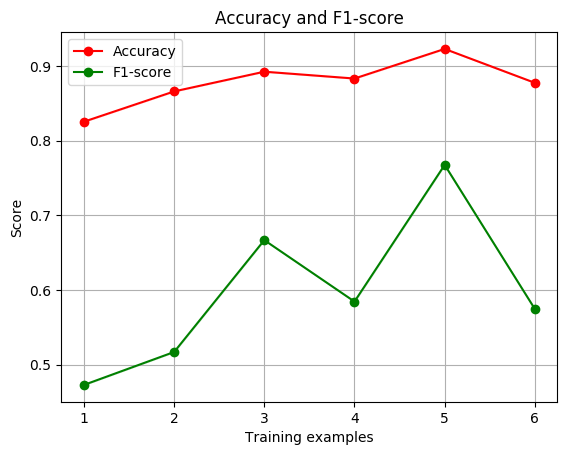 Accuracy and F1-score
Accuracy
F1-score
0.9
0.8
0.7
0.6
0.5
Score
1 2 3 4 5 6
Training examples